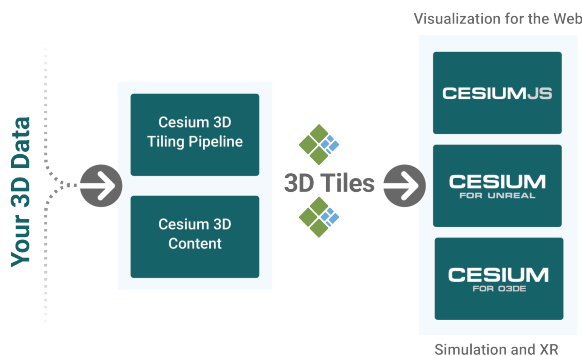 Visualization for the Web
Your 3D Data
Cesium 3D
Tiling Pipeline
Cesium 3D
Content
3D Tiles
CESIUMJS
CESIUM
FOR UNREAL
CESIUM
FOR O3DE
Simulation and XR